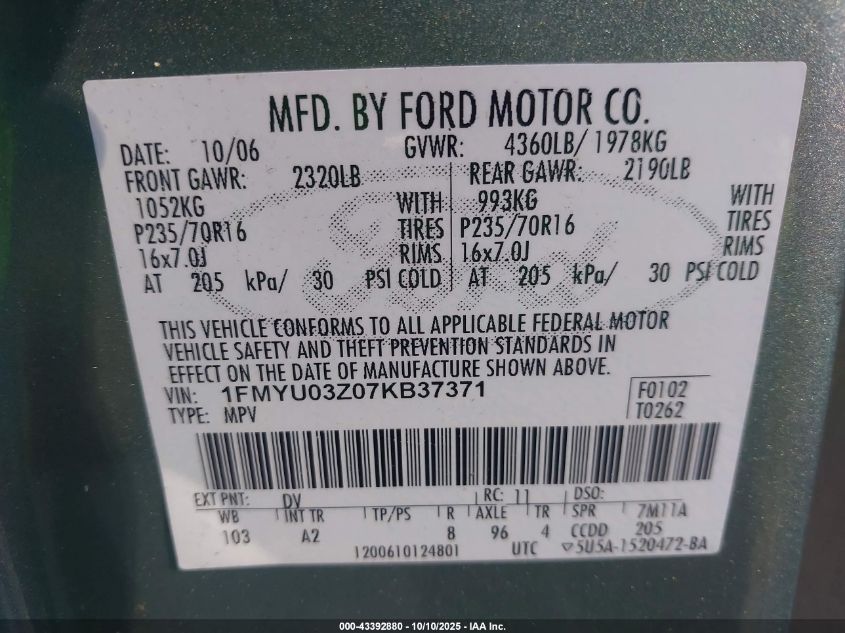 MFD. BY FORD MOTOR CO.
DATE: 10/06 GVWR: 4360LB/ 1978KG
FRONT GAWR: 2320LB REAR GAWR: 2190LB
1052KG WITH 993KG WITH
P235/70R16 TIRES P235/70R16 TIRES
16x7.0J RIMS 16x7.0J RIMS
AT 205 kPa/ 30 PSI COLD AT 205 kPa/ 30 PSI COLD
Ford
THIS VEHICLE CONFORMS TO ALL APPLICABLE FEDERAL MOTOR
VEHICLE SAFETY AND THEFT PREVENTION STANDARDS IN
EFFECT ON THE DATE OF MANUFACTURE SHOWN ABOVE.
VIN: 1FMYU03Z07KB37371 F0102
TYPE: MPV T0262
EXT PNT: DV RC: 11 DSO:
WB INT TR TP/PS R AXLE TR SPR 7M11A
103 A2 8 96 4 CCDD 205
1200610124801 UTC ▽5U5A-1520472-BA
000-43392880 - 10/10/2025 - IAA Inc.